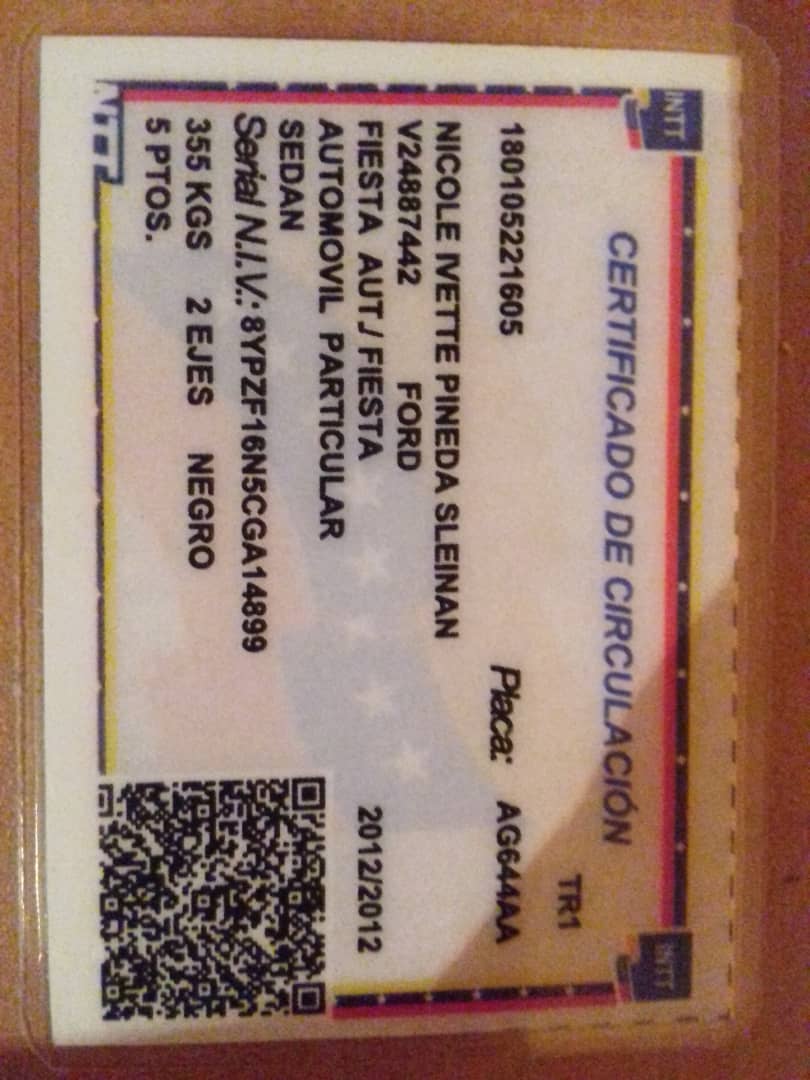 INTT
INTT
CERTIFICADO DE CIRCULACIÓN
TR1
180105221605 Placa: AG644AA
NICOLE IVETTE PINEDA SLEINAN
V24887442 FORD
FIESTA AUT./ FIESTA 2012/2012
AUTOMOVIL PARTICULAR
SEDAN
Serial N.I.V.: 8YPZF16N5CGA14899
355 KGS 2 EJES NEGRO
5 PTOS.